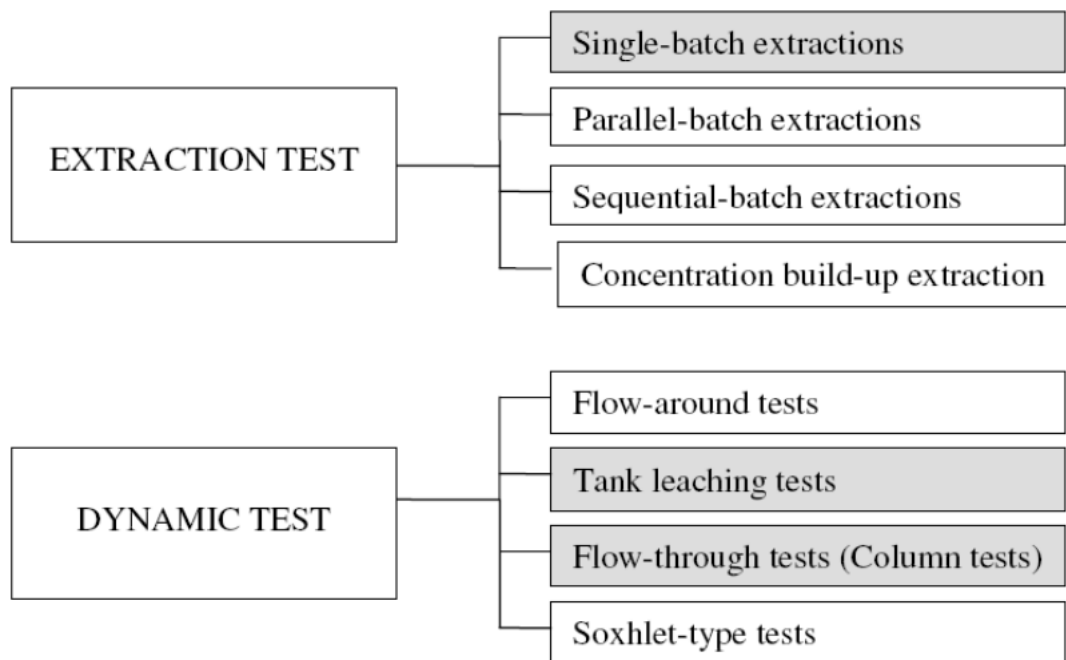 EXTRACTION TEST
Single-batch extractions
Parallel-batch extractions
Sequential-batch extractions
Concentration build-up extraction
DYNAMIC TEST
Flow-around tests
Tank leaching tests
Flow-through tests (Column tests)
Soxhlet-type tests